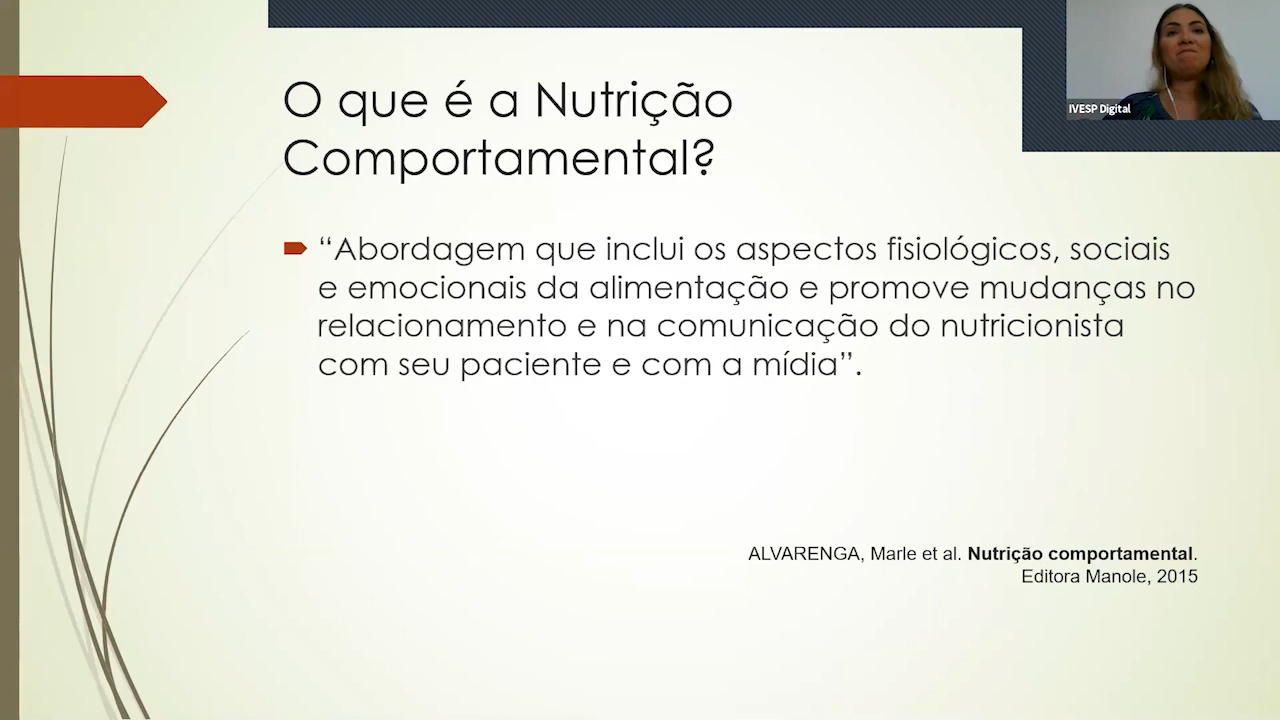 O que é a Nutrição
Comportamental?
“Abordagem que inclui os aspectos fisiológicos, sociais
e emocionais da alimentação e promove mudanças no
relacionamento e na comunicação do nutricionista
com seu paciente e com a mídia”.
ALVARENGA, Marle et al. Nutrição comportamental.
Editora Manole, 2015
IVESP Digital